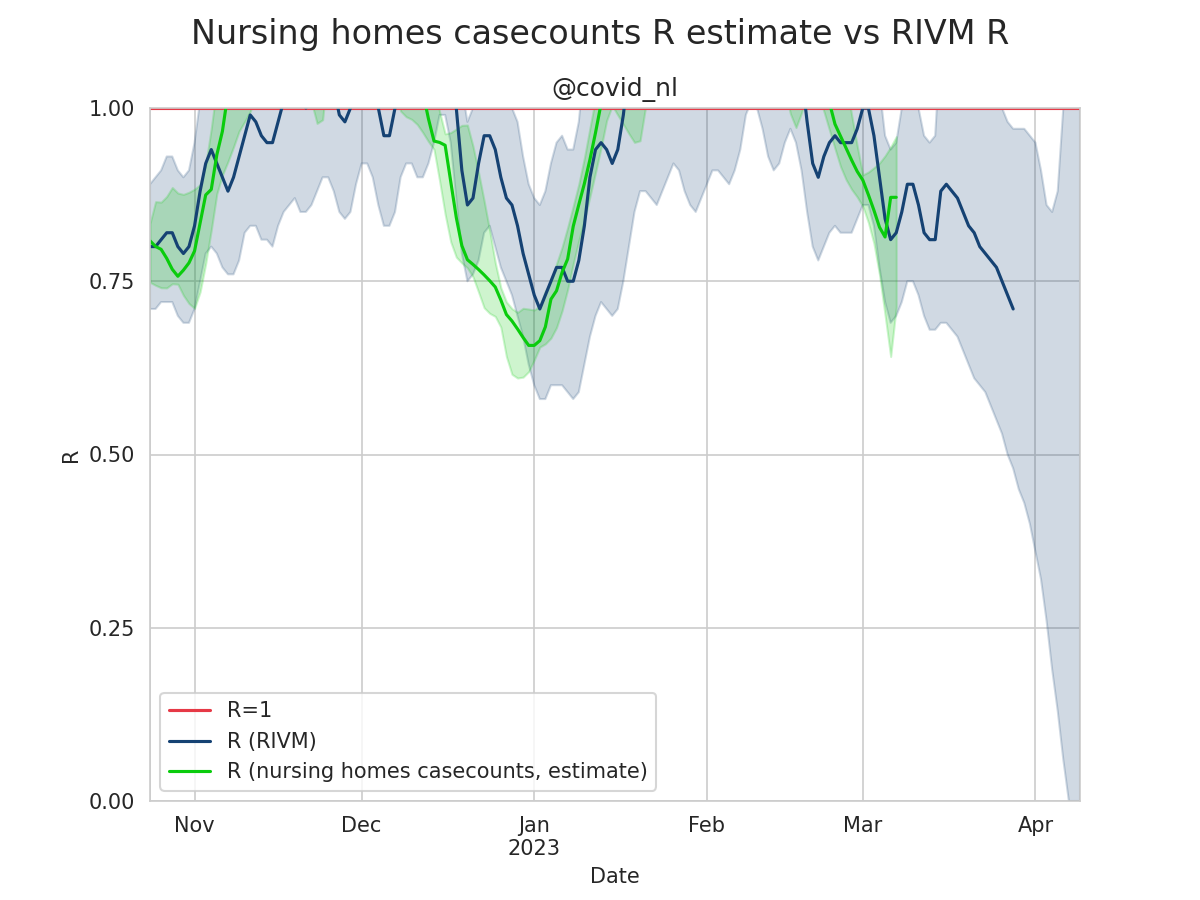 Nursing homes casecounts R estimate vs RIVM R
@covid_nl
1.00
0.75
0.50
0.25
0.00
R
R=1
R (RIVM)
R (nursing homes casecounts, estimate)
Nov Dec Jan Feb Mar Apr
2023
Date